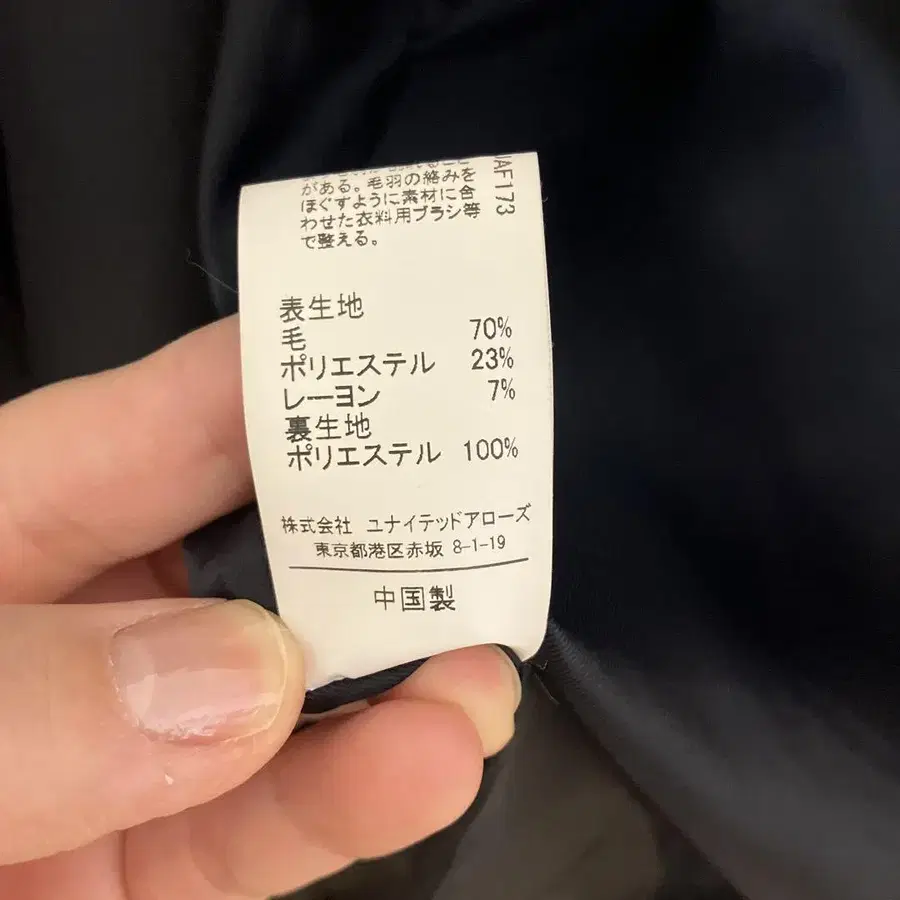 がある。毛羽の絡みを
ほぐすように素材に合
わせた衣料用ブラシ等
で整える。
AF173
表生地
毛 70%
ポリエステル 23%
レーヨン 7%
裏生地
ポリエステル 100%
株式会社 ユナイテッドアローズ
東京都港区赤坂 8-1-19
中国製